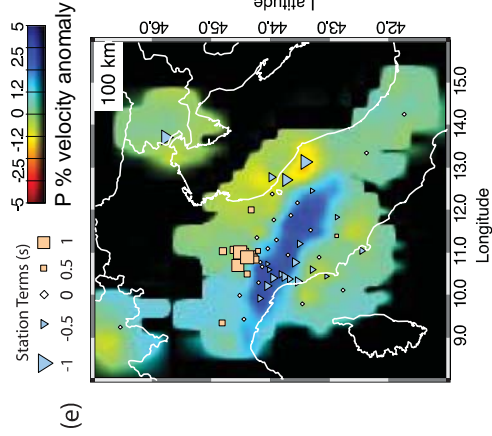 (e)
Station Terms (s)
-1 -0.5 0 0.5 1
-5 -2.5 -1.2 0 1.2 2.5 5
P % velocity anomaly
100 km
46.0 45.0 44.0 43.0 42.0
Latitude
9.0 10.0 11.0 12.0 13.0 14.0 15.0
Longitude